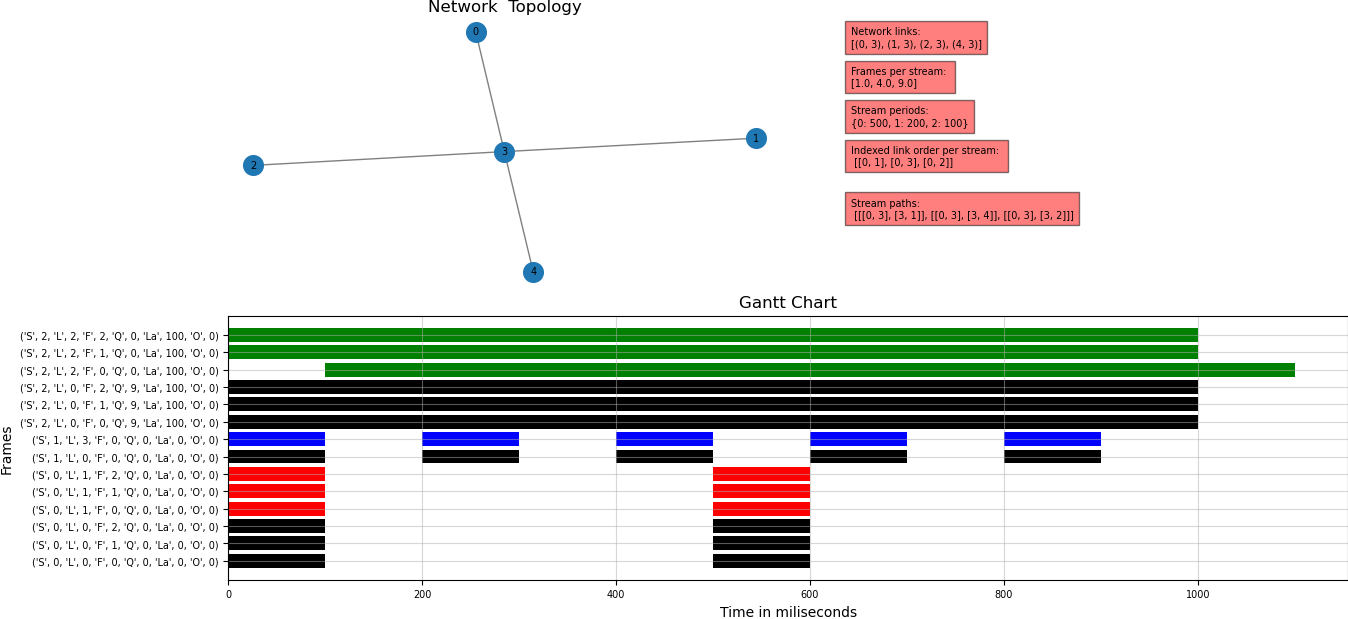 Network  Topology
0
1
2
3
4
Network links:
[(0, 3), (1, 3), (2, 3), (4, 3)]
Frames per stream:
[1.0, 4.0, 9.0]
Stream periods:
{0: 500, 1: 200, 2: 100}
Indexed link order per stream:
[[0, 1], [0, 3], [0, 2]]
Stream paths:
[[[0, 3], [3, 1]], [[0, 3], [3, 4]], [[0, 3], [3, 2]]]
Gantt Chart
Frames
('S', 2, 'L', 2, 'F', 2, 'Q', 0, 'La', 100, 'O', 0)
('S', 2, 'L', 2, 'F', 1, 'Q', 0, 'La', 100, 'O', 0)
('S', 2, 'L', 2, 'F', 0, 'Q', 0, 'La', 100, 'O', 0)
('S', 2, 'L', 0, 'F', 2, 'Q', 9, 'La', 100, 'O', 0)
('S', 2, 'L', 0, 'F', 1, 'Q', 9, 'La', 100, 'O', 0)
('S', 2, 'L', 0, 'F', 0, 'Q', 9, 'La', 100, 'O', 0)
('S', 1, 'L', 3, 'F', 0, 'Q', 0, 'La', 0, 'O', 0)
('S', 1, 'L', 0, 'F', 0, 'Q', 0, 'La', 0, 'O', 0)
('S', 0, 'L', 1, 'F', 2, 'Q', 0, 'La', 0, 'O', 0)
('S', 0, 'L', 1, 'F', 1, 'Q', 0, 'La', 0, 'O', 0)
('S', 0, 'L', 1, 'F', 0, 'Q', 0, 'La', 0, 'O', 0)
('S', 0, 'L', 0, 'F', 2, 'Q', 0, 'La', 0, 'O', 0)
('S', 0, 'L', 0, 'F', 1, 'Q', 0, 'La', 0, 'O', 0)
('S', 0, 'L', 0, 'F', 0, 'Q', 0, 'La', 0, 'O', 0)
0 200 400 600 800 1000
Time in miliseconds